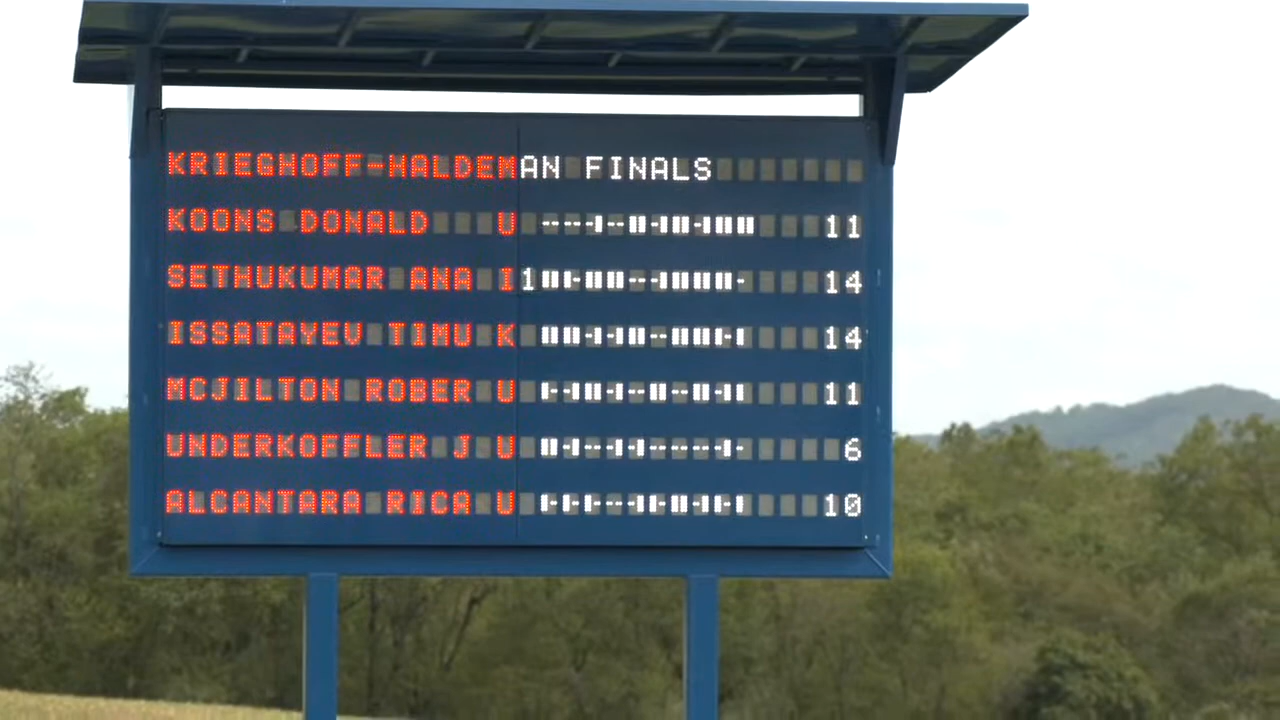 KRIEGHOFF-HALDEMAN FINALS
KOONS DONALD U 11
SETHUKUMAR ANA I1 14
ISSATAYEV TIMU K 14
MCJILTON ROBER U 11
UNDERKOFFLER J U 6
ALCANTARA RICA U 10